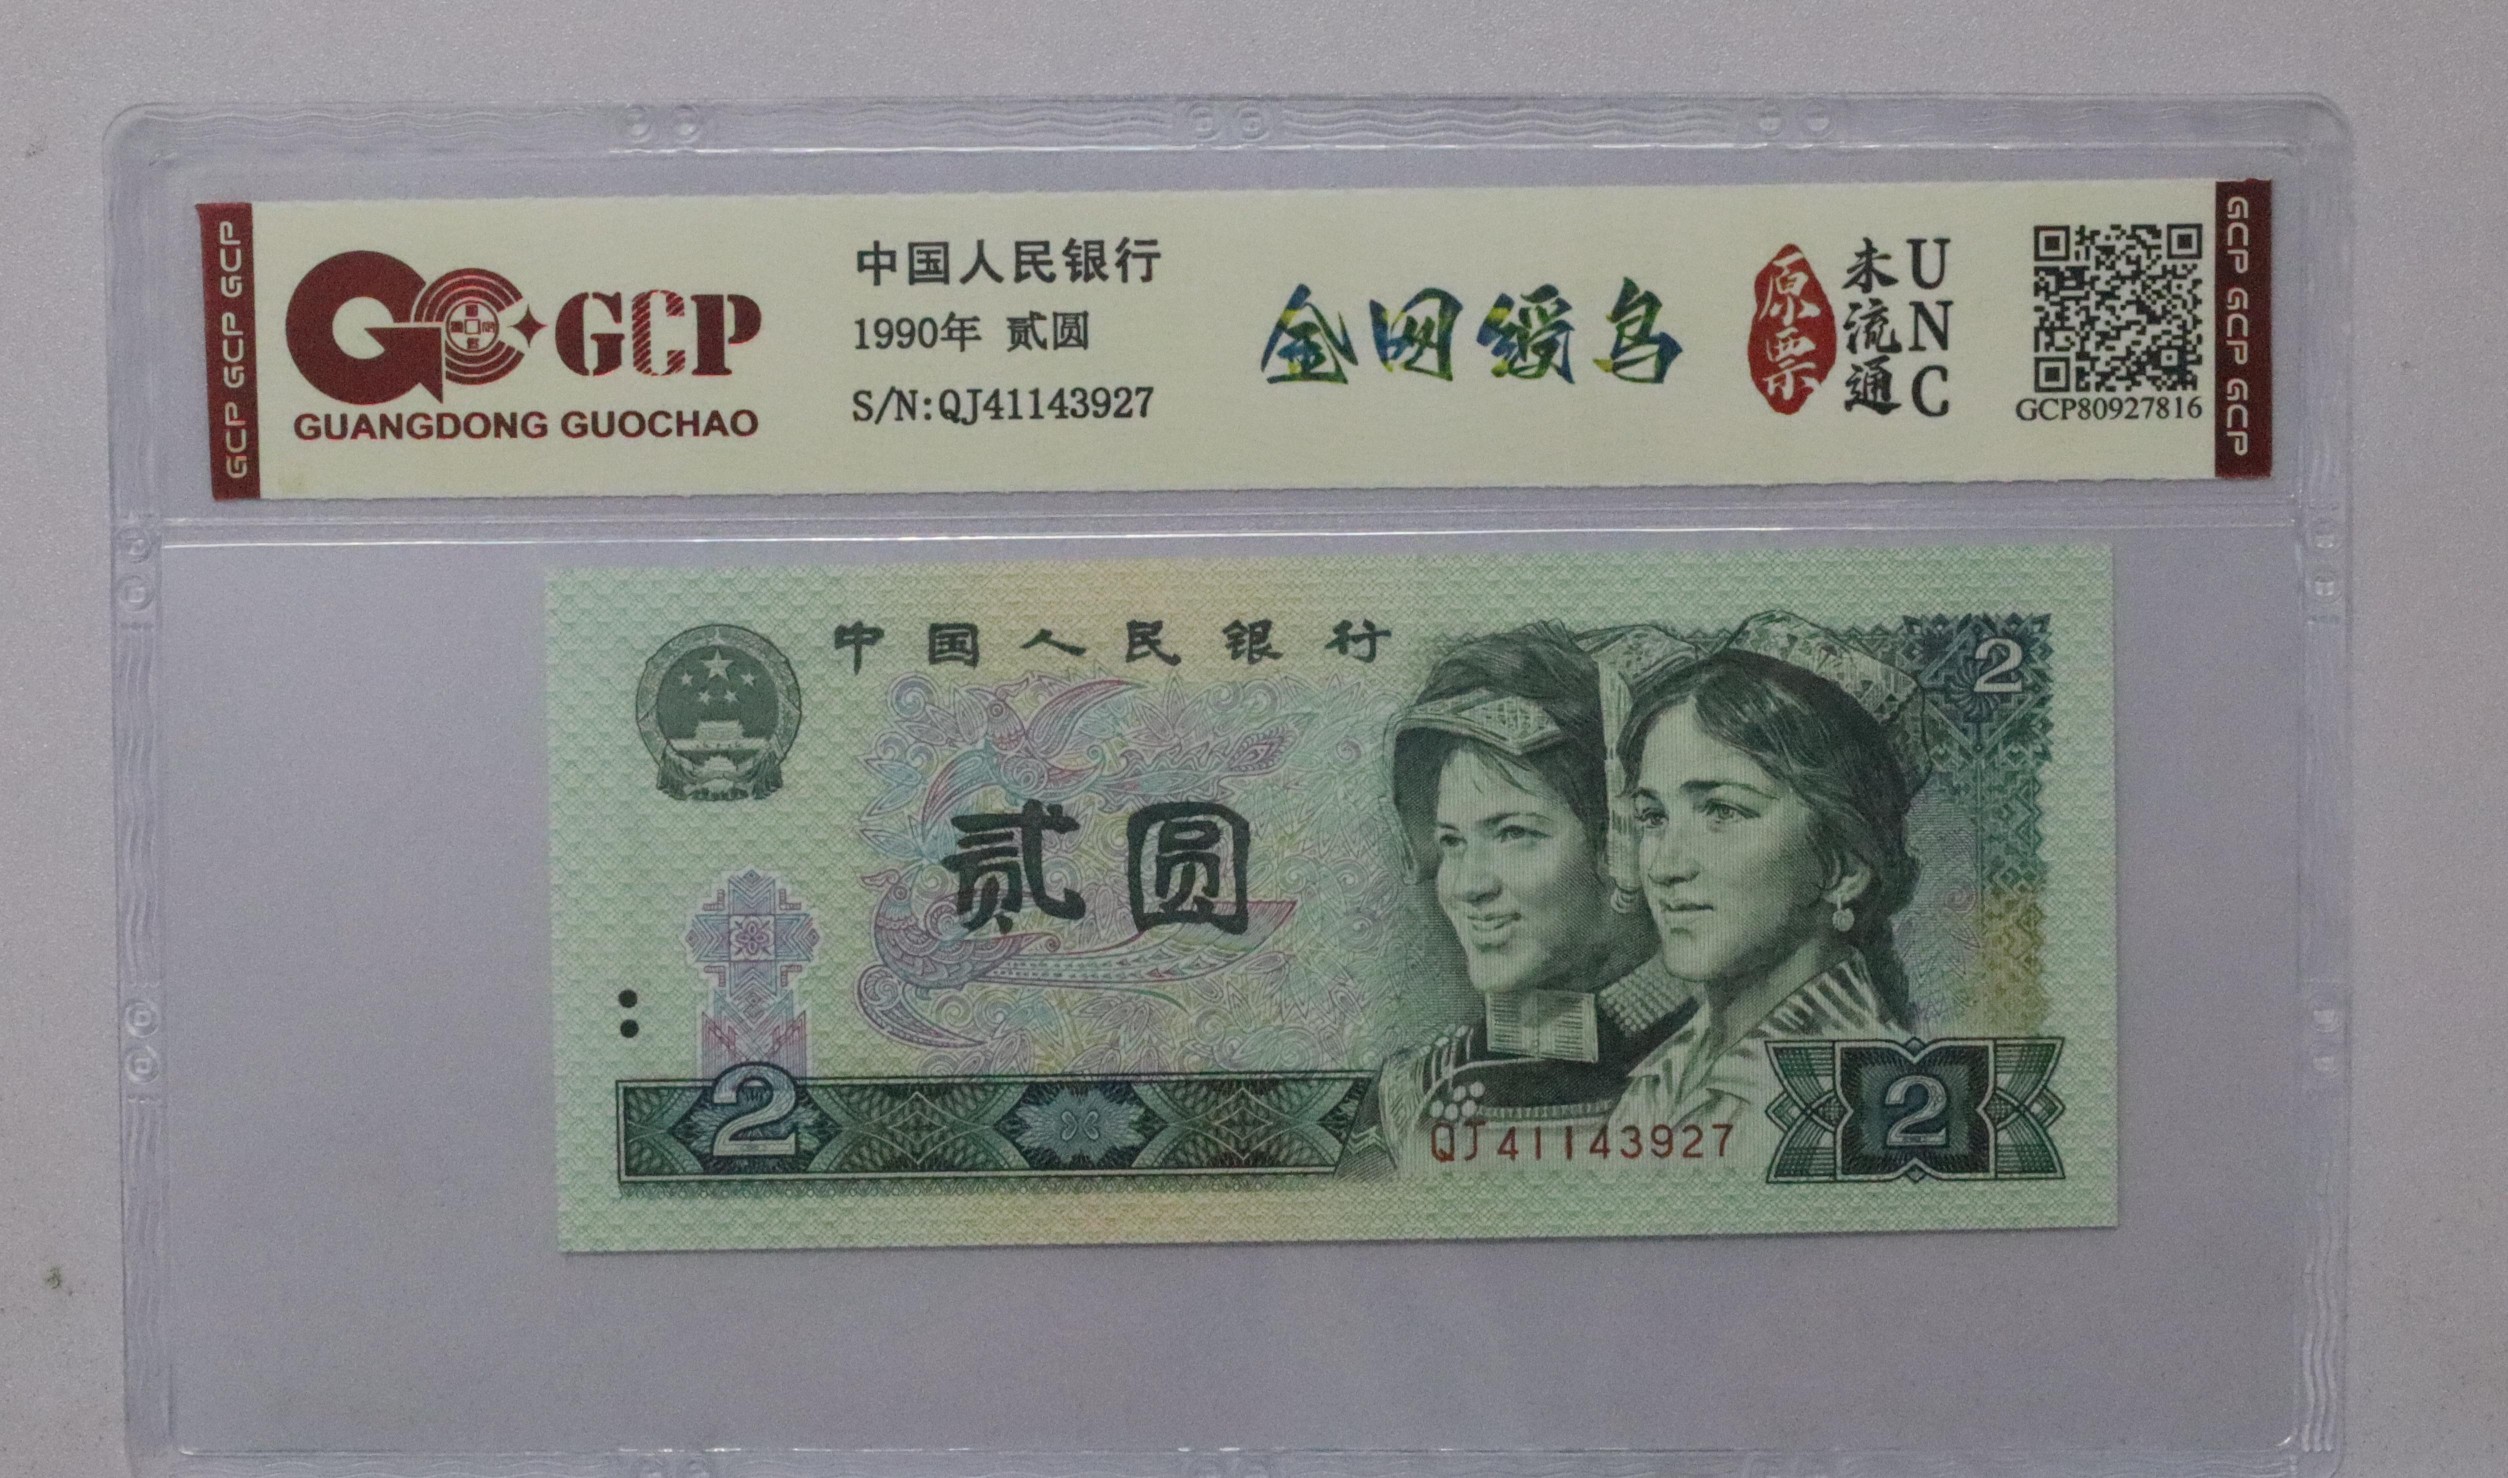 GCP GCP GCP
GCP
GUANGDONG GUOCHAO
中国人民银行
1990年 贰圆
S/N:QJ41143927
金网绶鸟
原票
未流通
UNC
GCP80927816
GCP GCP GCP
中国人民银行
2
贰圆
2
QJ41143927
2